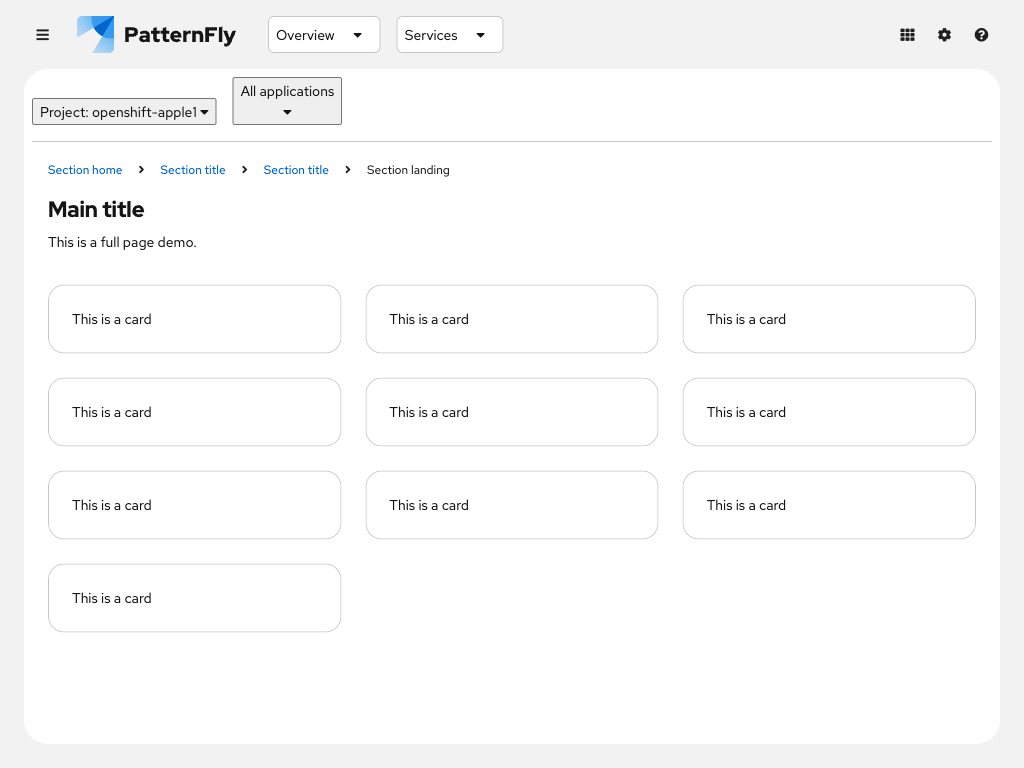 PatternFly
Overview
Services
Project: openshift-apple1
All applications
Section home
Section title
Section title
Section landing
Main title
This is a full page demo.
This is a card
This is a card
This is a card
This is a card
This is a card
This is a card
This is a card
This is a card
This is a card
This is a card